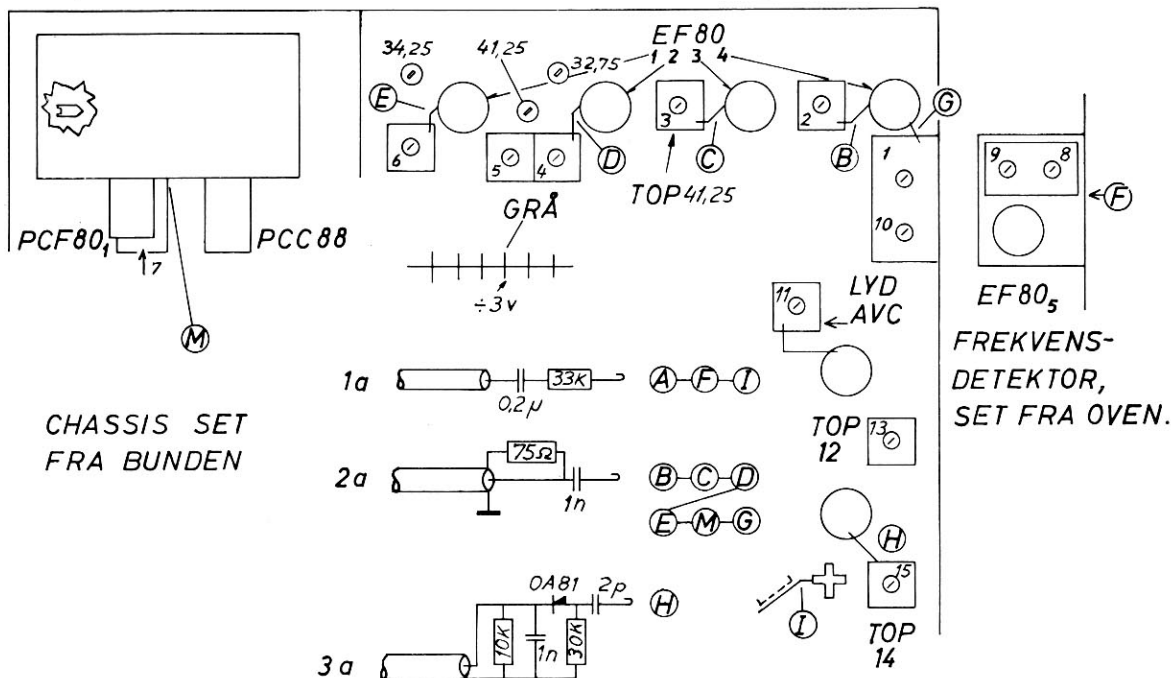 EF80
1 2 3 4
34,25
41,25
32,75
E
D
C
B
G
6
5
4
3
2
1
10
9
8
F
TOP 41,25
GRÅ
÷3v
PCF80₁
7
PCC88
M
EF80₅
11
LYD
AVC
FREKVENS-
DETEKTOR,
SET FRA OVEN.
CHASSIS SET
FRA BUNDEN
1a
0,2µ
33K
A F I
TOP
12
13
2a
75Ω
1n
B C D
E M G
H
15
I
TOP
14
3a
OA81
2p
H
10K
1n
30K